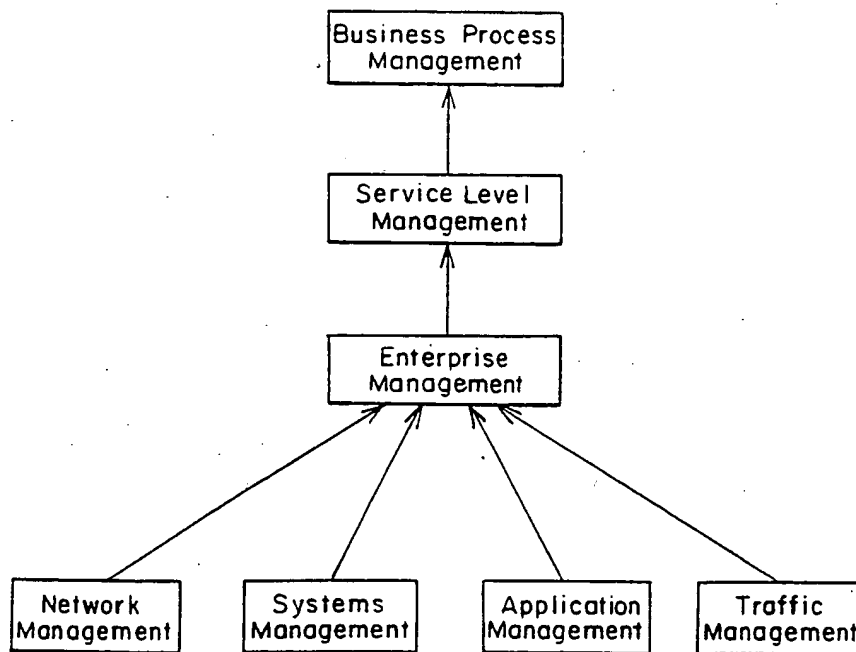 Business Process
Management
Service Level
Management
Enterprise
Management
Network
Management
Systems
Management
Application
Management
Traffic
Management